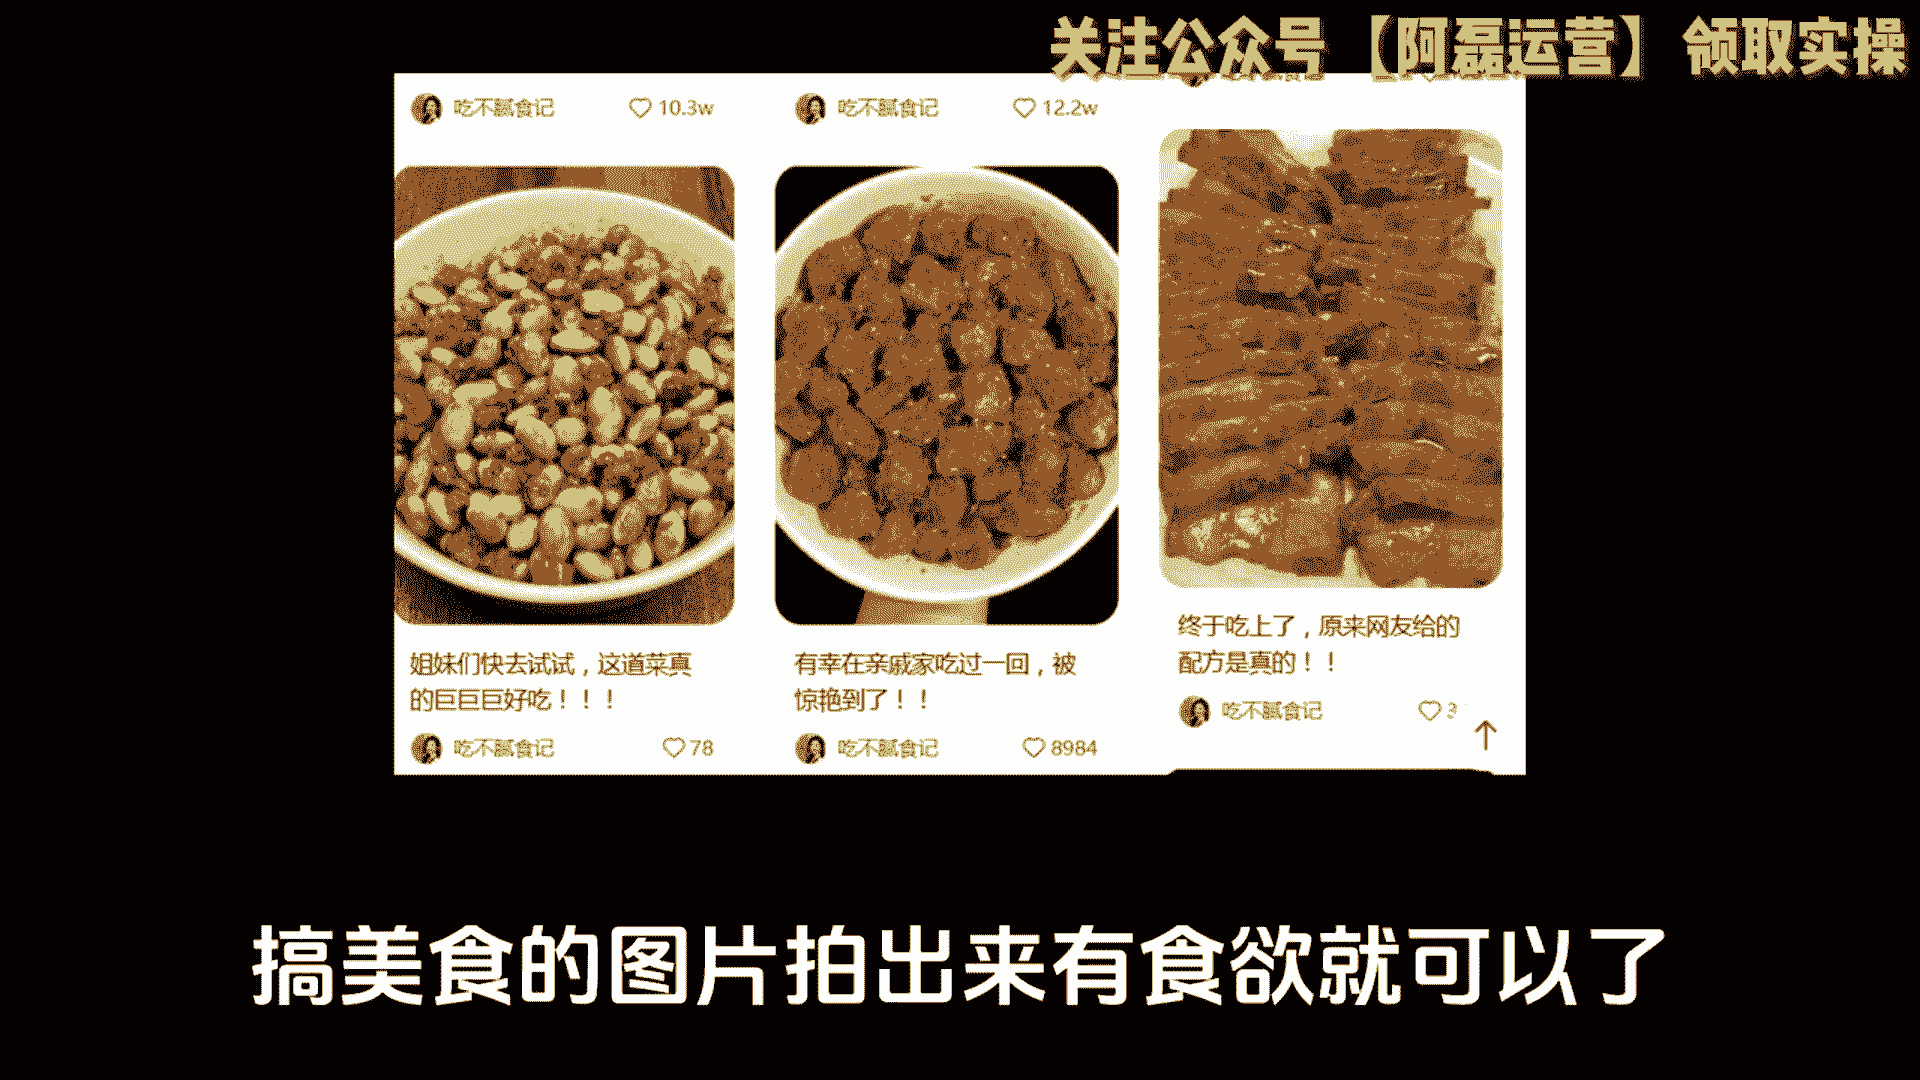 关注公众号【阿磊运营】领取实操
吃不腻食记 10.3w
吃不腻食记 12.2w
姐妹们快去试试，这道菜真
的巨巨巨好吃！！！
吃不腻食记 78
有幸在亲戚家吃过一回，被
惊艳到了！！
吃不腻食记 8984
终于吃上了，原来网友给的
配方是真的！！
吃不腻食记 3
搞美食的图片拍出来有食欲就可以了